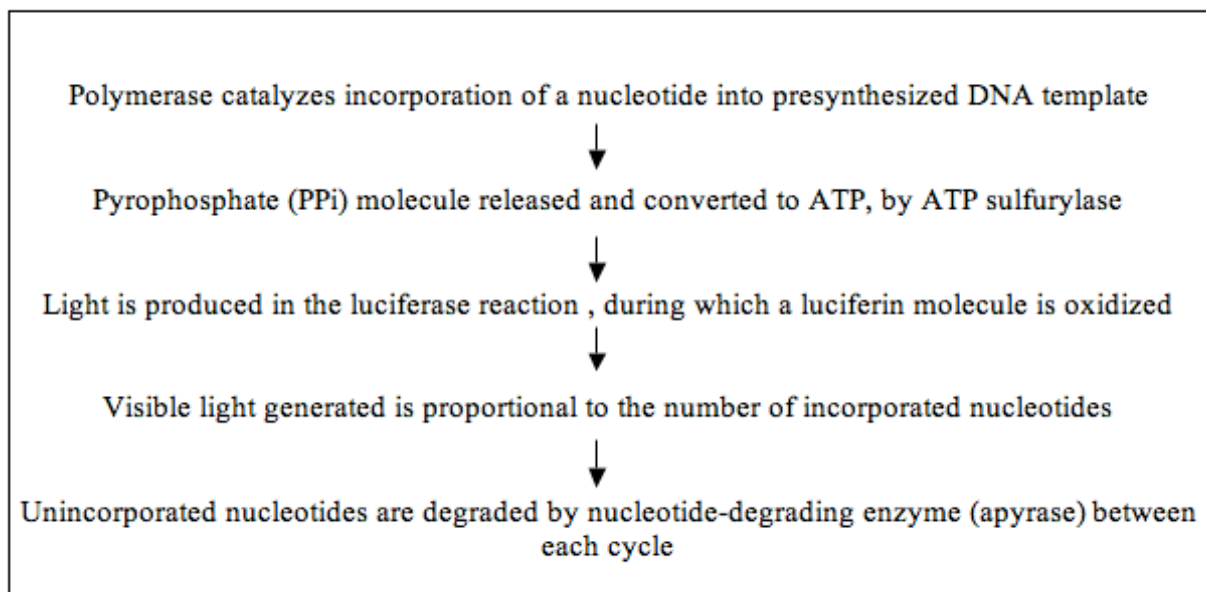 Polymerase catalyzes incorporation of a nucleotide into presynthesized DNA template
Pyrophosphate (PPi) molecule released and converted to ATP, by ATP sulfurylase
Light is produced in the luciferase reaction , during which a luciferin molecule is oxidized
Visible light generated is proportional to the number of incorporated nucleotides
Unincorporated nucleotides are degraded by nucleotide-degrading enzyme (apyrase) between
each cycle